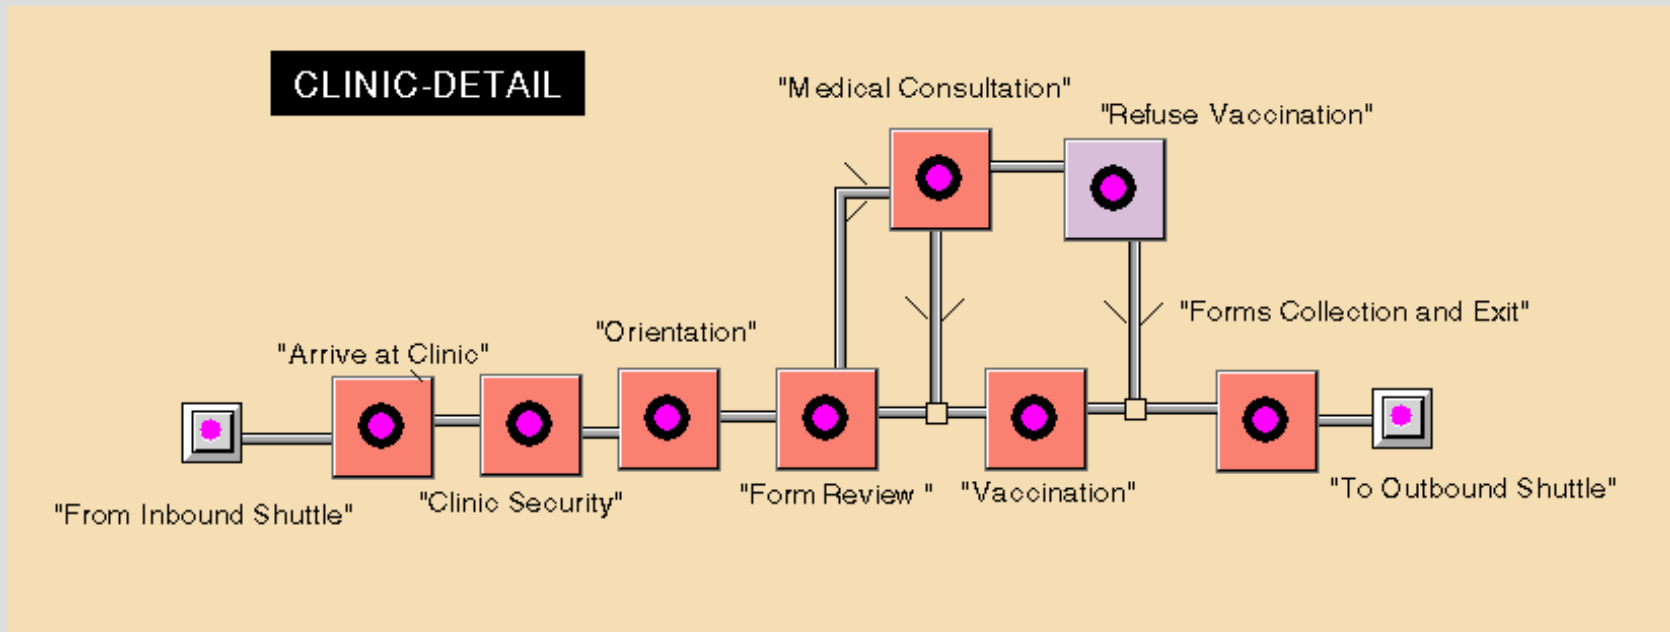 CLINIC-DETAIL
"Medical Consultation"
"Refuse Vaccination"
"Forms Collection and Exit"
"Orientation"
"Arrive at Clinic"
"From Inbound Shuttle"
"Clinic Security"
"Form Review "
"Vaccination"
"To Outbound Shuttle"